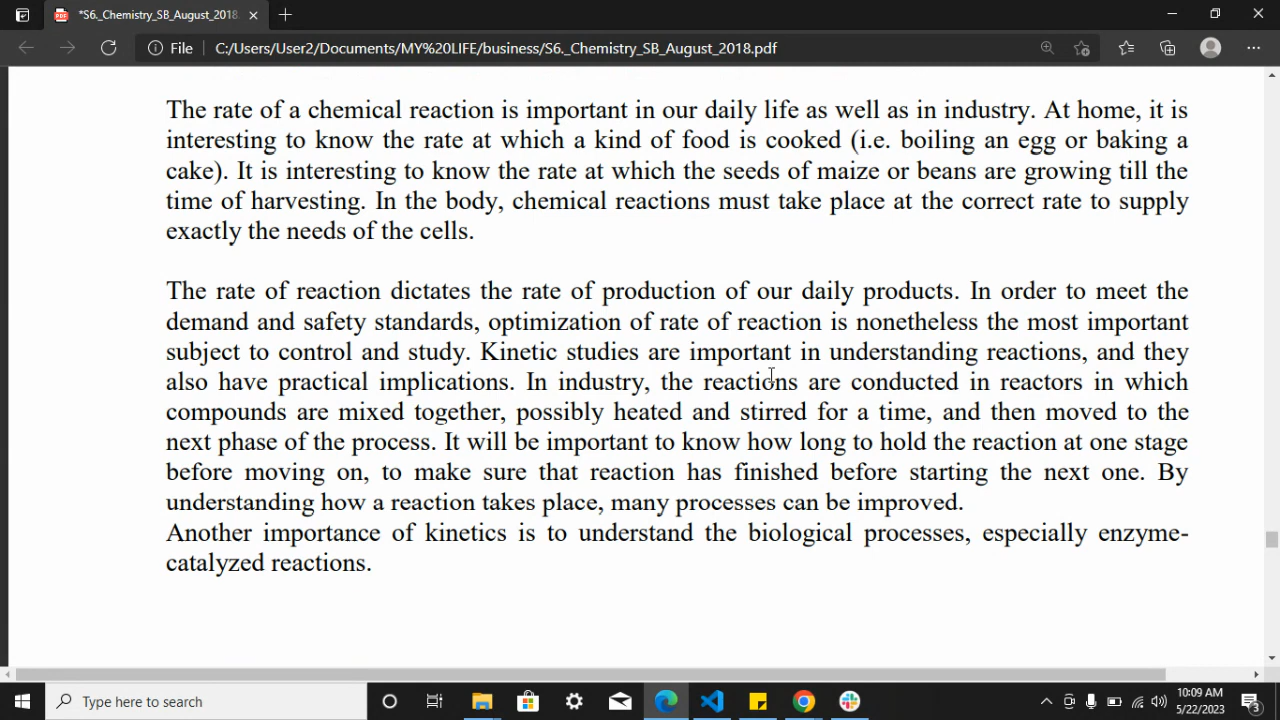 *S6._Chemistry_SB_August_2018.
File
C:/Users/User2/Documents/MY%20LIFE/business/S6._Chemistry_SB_August_2018.pdf
The rate of a chemical reaction is important in our daily life as well as in industry. At home, it is
interesting to know the rate at which a kind of food is cooked (i.e. boiling an egg or baking a
cake). It is interesting to know the rate at which the seeds of maize or beans are growing till the
time of harvesting. In the body, chemical reactions must take place at the correct rate to supply
exactly the needs of the cells.
The rate of reaction dictates the rate of production of our daily products. In order to meet the
demand and safety standards, optimization of rate of reaction is nonetheless the most important
subject to control and study. Kinetic studies are important in understanding reactions, and they
also have practical implications. In industry, the reactions are conducted in reactors in which
compounds are mixed together, possibly heated and stirred for a time, and then moved to the
next phase of the process. It will be important to know how long to hold the reaction at one stage
before moving on, to make sure that reaction has finished before starting the next one. By
understanding how a reaction takes place, many processes can be improved.
Another importance of kinetics is to understand the biological processes, especially enzyme-
catalyzed reactions.
Type here to search
10:09 AM
5/22/2023
3